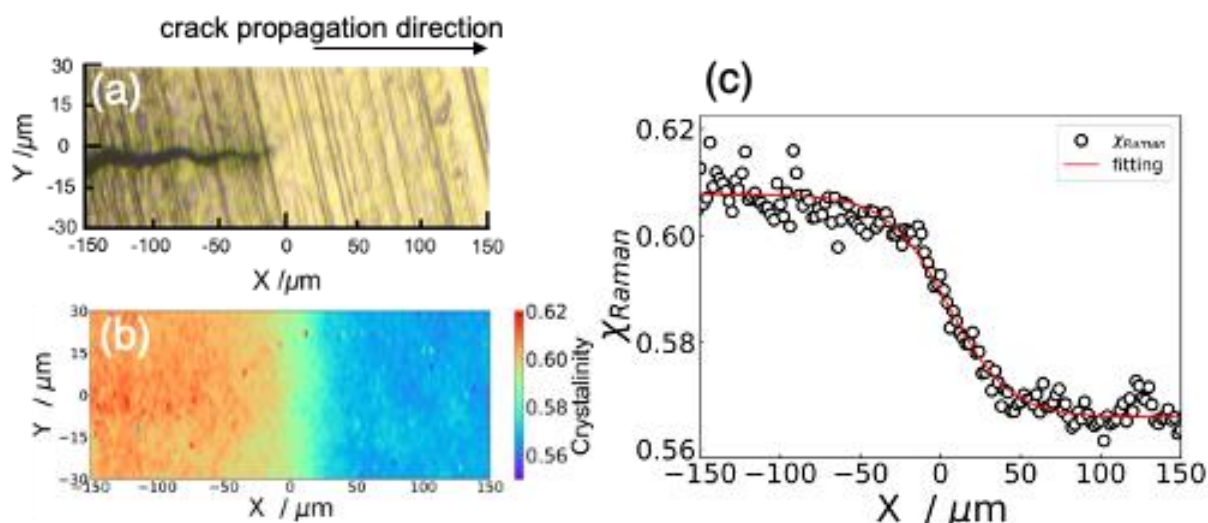 crack propagation direction
(a)
30
15
0
-15
-30
Y /µm
-150 -100 -50 0 50 100 150
X /µm
(b)
30
15
0
-15
-30
Y /µm
-150 -100 -50 0 50 100 150
X /µm
0.62
0.60
0.58
0.56
Crystalinity
(c)
0.62
0.60
0.58
0.56
χRaman
χRaman
fitting
−150 −100 −50 0 50 100 150
X /µm